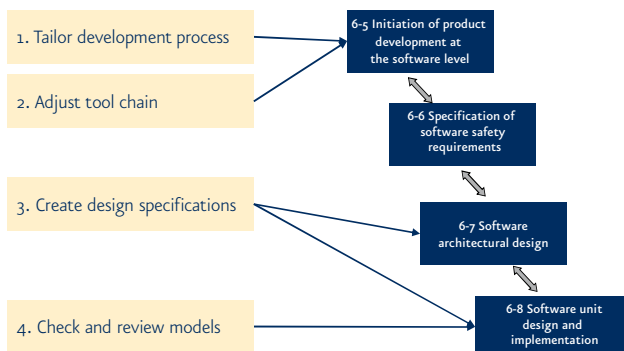 1. Tailor development process
2. Adjust tool chain
3. Create design specifications
4. Check and review models
6-5 Initiation of product
development at
the software level
6-6 Specification of
software safety
requirements
6-7 Software
architectural design
6-8 Software unit
design and
implementation